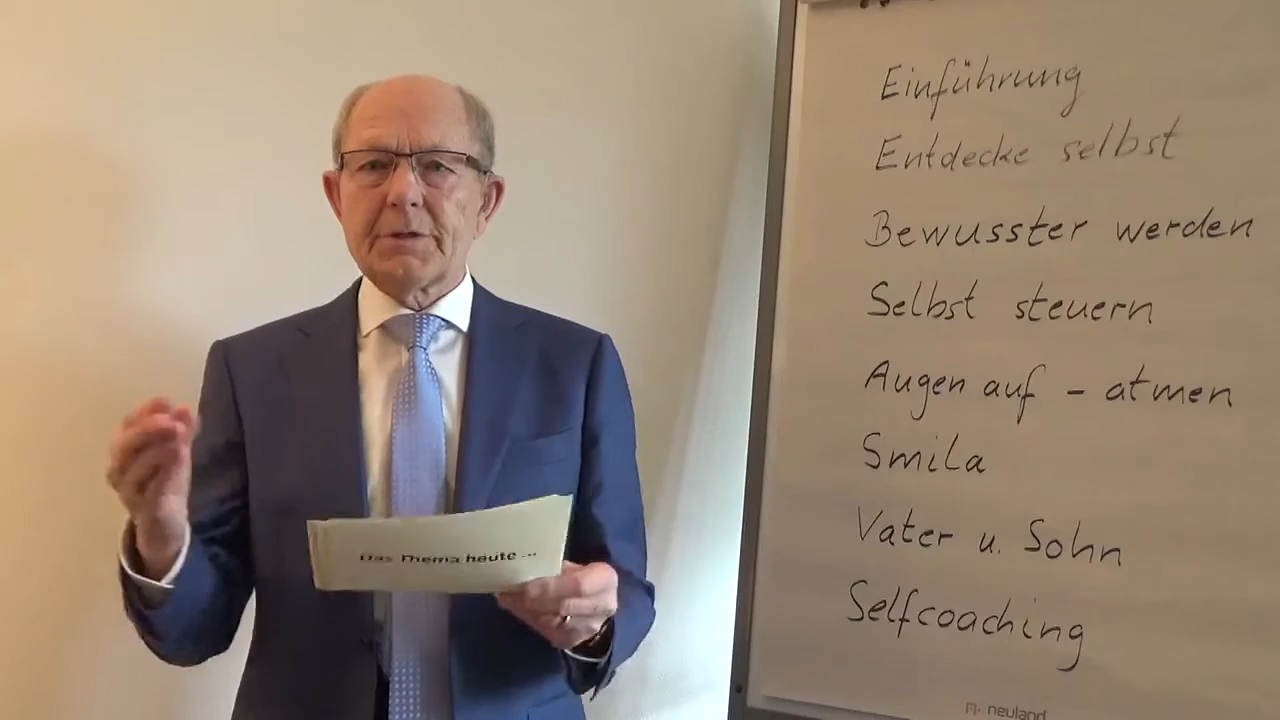 Einführung
Entdecke selbst
Bewusster werden
Selbst steuern
Augen auf - atmen
Smila
Vater u. Sohn
Selfcoaching
neuland
Das Thema heute ...